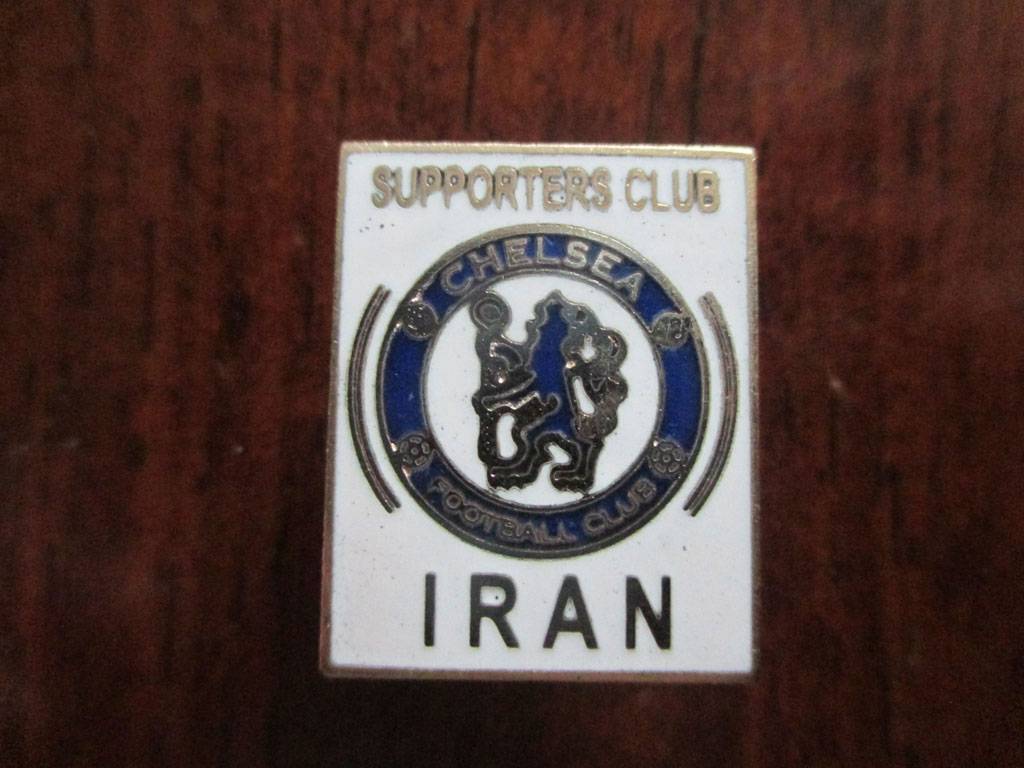 SUPPORTERS CLUB
CHELSEA
FOOTBALL CLUB
IRAN